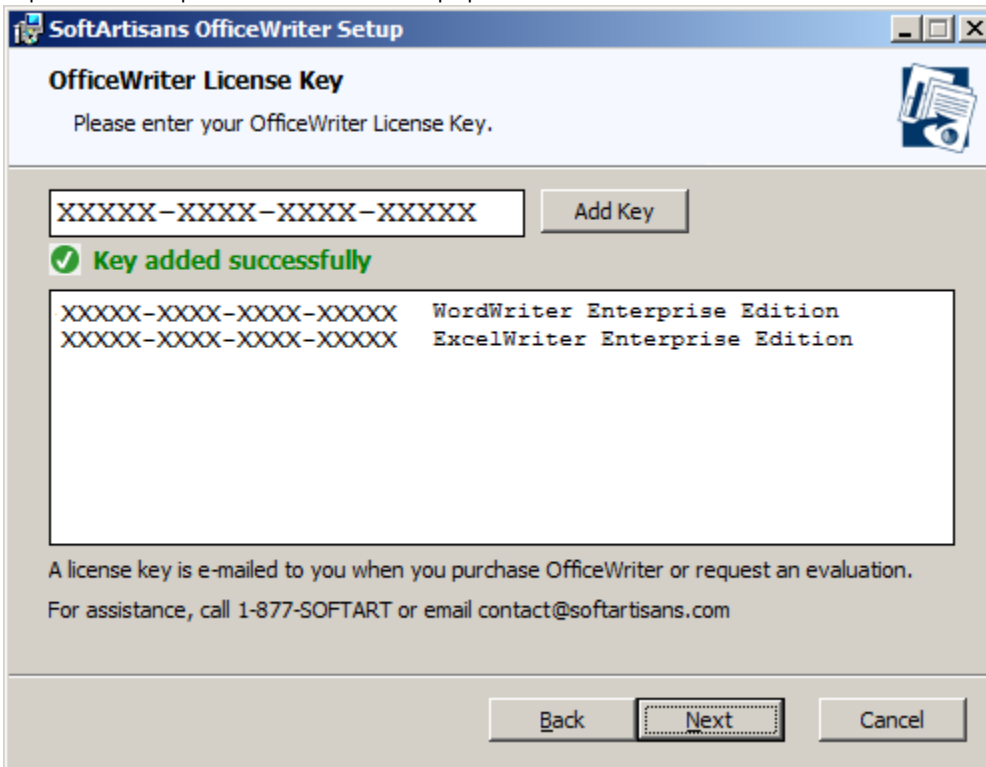 SoftArtisans OfficeWriter Setup
OfficeWriter License Key
Please enter your OfficeWriter License Key.
XXXXX-XXXX-XXXX-XXXXX Add Key
Key added successfully
XXXXX-XXXX-XXXX-XXXXX WordWriter Enterprise Edition
XXXXX-XXXX-XXXX-XXXXX ExcelWriter Enterprise Edition
A license key is e-mailed to you when you purchase OfficeWriter or request an evaluation.
For assistance, call 1-877-SOFTART or email contact@softartisans.com
Back Next Cancel